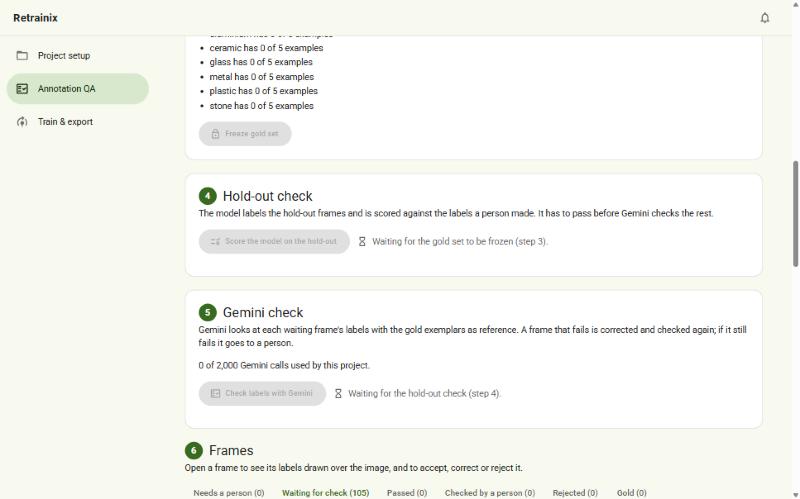 Retrainix
Project setup
Annotation QA
Train & export
ceramic has 0 of 5 examples
glass has 0 of 5 examples
metal has 0 of 5 examples
plastic has 0 of 5 examples
stone has 0 of 5 examples
Freeze gold set
4 Hold-out check
The model labels the hold-out frames and is scored against the labels a person made. It has to pass before Gemini checks the rest.
Score the model on the hold-out
Waiting for the gold set to be frozen (step 3).
5 Gemini check
Gemini looks at each waiting frame's labels with the gold exemplars as reference. A frame that fails is corrected and checked again; if it still
fails it goes to a person.
0 of 2,000 Gemini calls used by this project.
Check labels with Gemini
Waiting for the hold-out check (step 4).
6 Frames
Open a frame to see its labels drawn over the image, and to accept, correct or reject it.
Needs a person (0) Waiting for check (105) Passed (0) Checked by a person (0) Rejected (0) Gold (0)